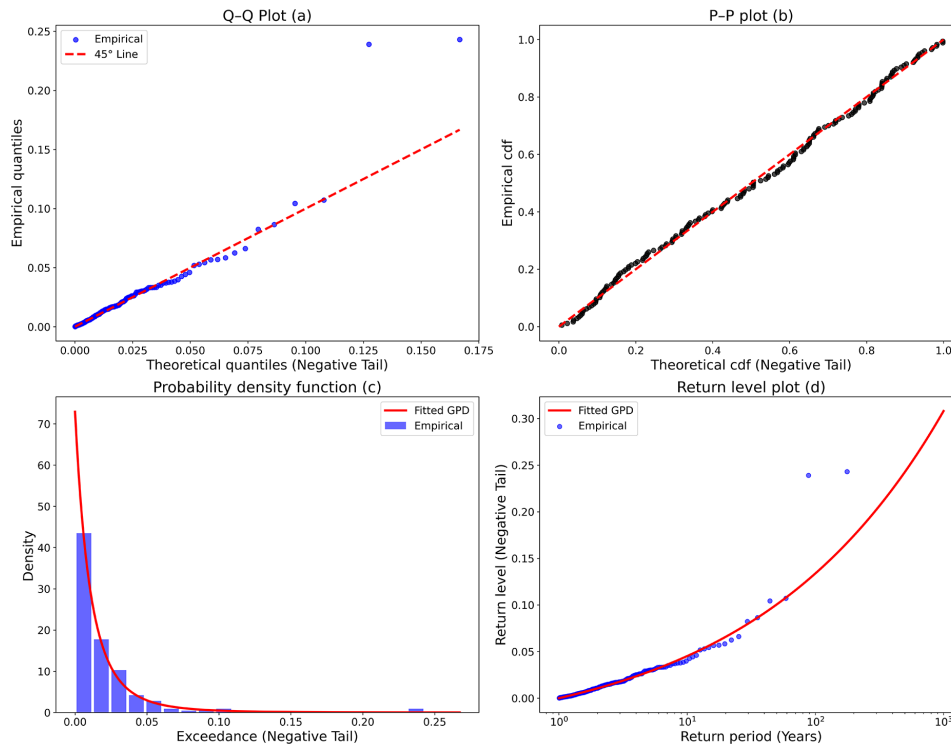 Q–Q Plot (a)
Empirical
45° Line
Empirical quantiles
0.25
0.20
0.15
0.10
0.05
0.00
0.000 0.025 0.050 0.075 0.100 0.125 0.150 0.175
Theoretical quantiles (Negative Tail)
P–P plot (b)
Empirical cdf
1.0
0.8
0.6
0.4
0.2
0.0
0.0 0.2 0.4 0.6 0.8 1.0
Theoretical cdf (Negative Tail)
Probability density function (c)
Fitted GPD
Empirical
Density
70
60
50
40
30
20
10
0
0.00 0.05 0.10 0.15 0.20 0.25
Exceedance (Negative Tail)
Return level plot (d)
Fitted GPD
Empirical
Return level (Negative Tail)
0.30
0.25
0.20
0.15
0.10
0.05
0.00
10⁰ 10¹ 10² 10³
Return period (Years)